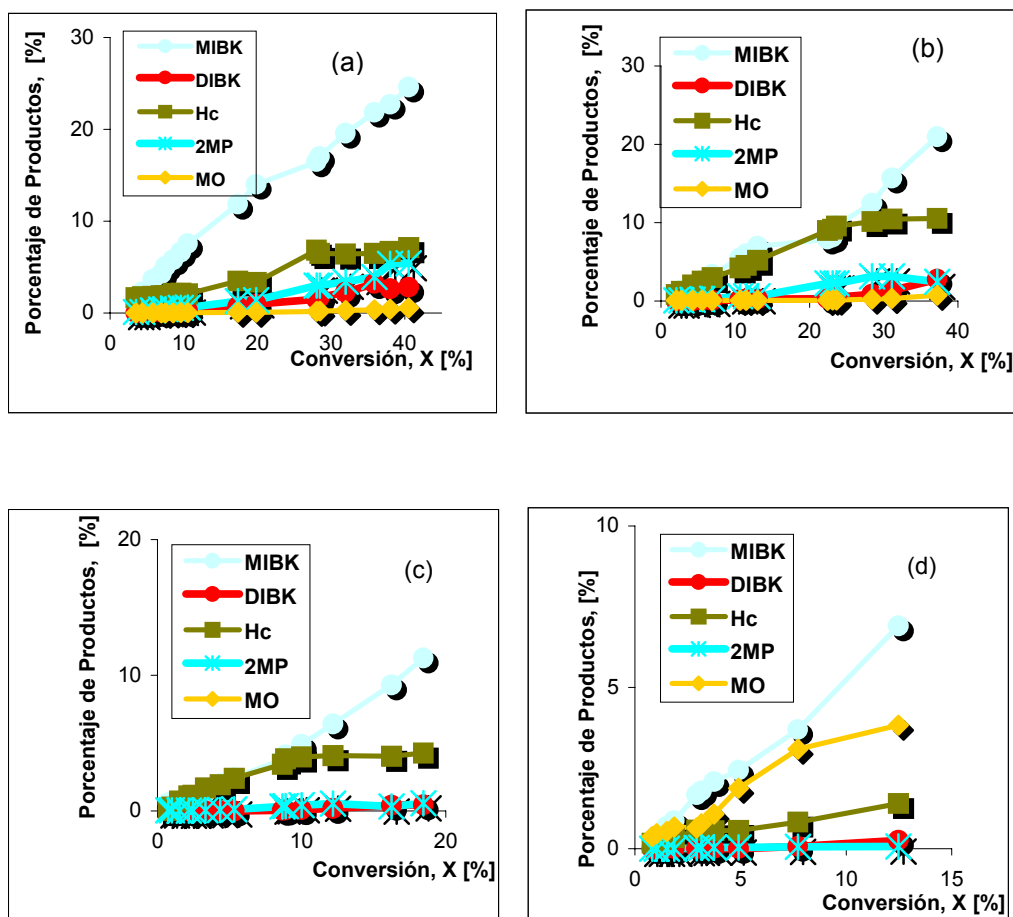 Porcentaje de Productos, [%]
30
20
10
0
MIBK
DIBK
Hc
2MP
MO
(a)
0
10
20
30
40
Conversión, X [%]
Porcentaje de Productos, [%]
30
20
10
0
MIBK
DIBK
Hc
2MP
MO
(b)
0
10
20
30
40
Conversión, X [%]
Porcentaje de Productos, [%]
20
10
0
MIBK
DIBK
Hc
2MP
MO
(c)
0
10
20
Conversión, X [%]
Porcentaje de Productos, [%]
10
5
0
MIBK
DIBK
Hc
2MP
MO
(d)
0
5
10
15
Conversión, X [%]